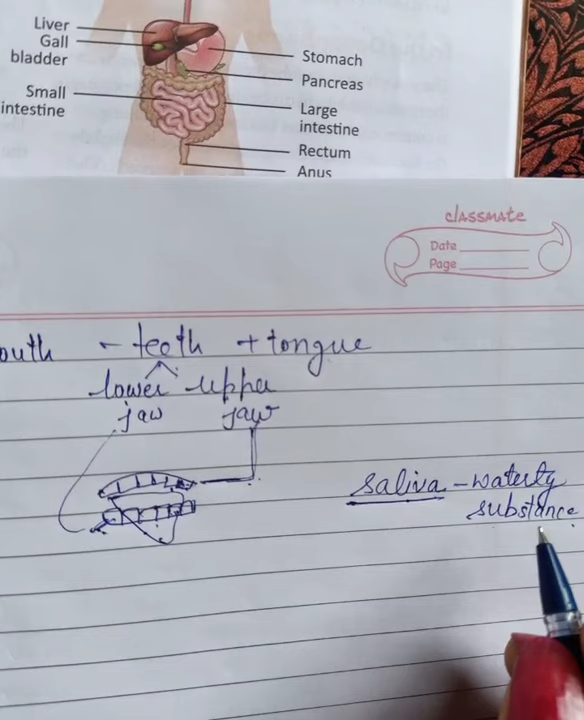 Liver
Gall
bladder
Small
intestine
Stomach
Pancreas
Large
intestine
Rectum
Anus
classmate
Date
Page
outh - teeth + tongue
lower upper
jaw jaw
saliva - waterty
substance